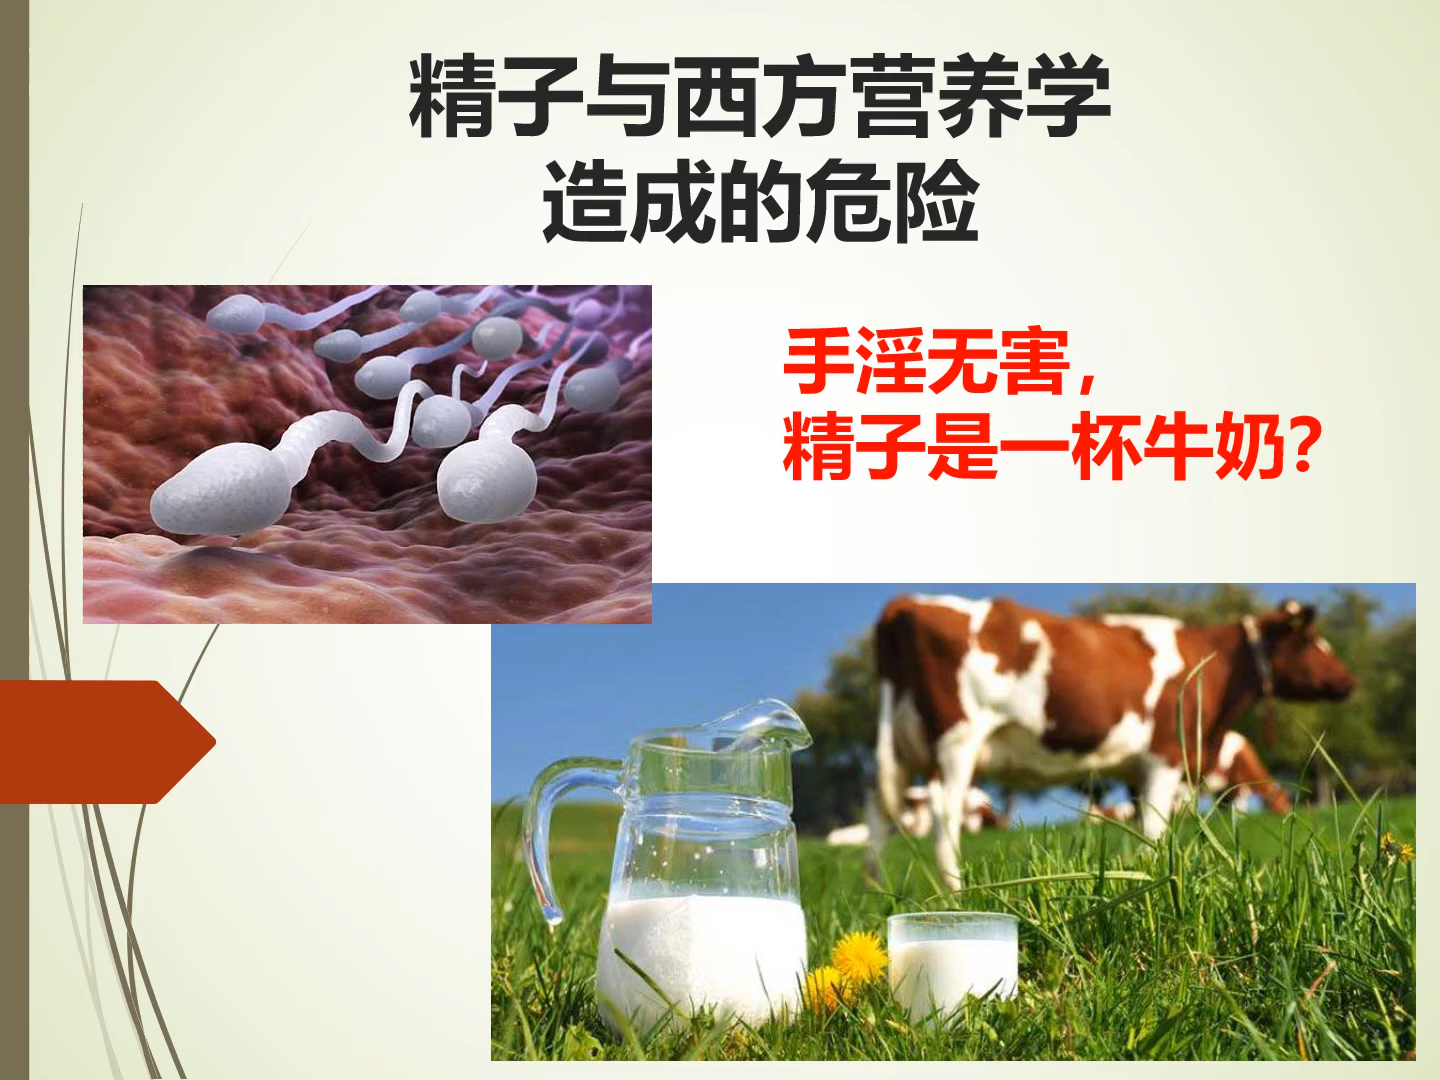 精子与西方营养学
造成的危险
手淫无害，
精子是一杯牛奶？